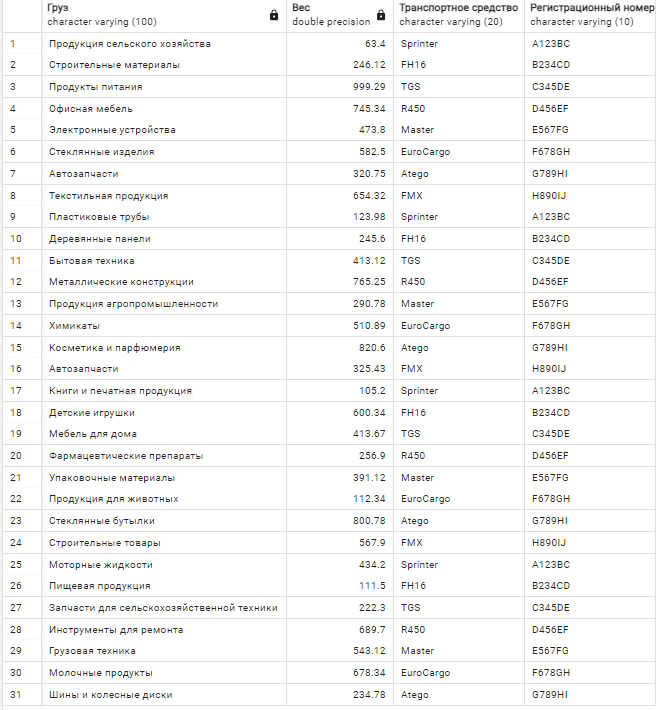 Груз Вес Транспортное средство Регистрационный номер
character varying (100) double precision character varying (20) character varying (10)
1 Продукция сельского хозяйства 63.4 Sprinter A123BC
2 Строительные материалы 246.12 FH16 B234CD
3 Продукты питания 999.29 TGS C345DE
4 Офисная мебель 745.34 R450 D456EF
5 Электронные устройства 473.8 Master E567FG
6 Стеклянные изделия 582.5 EuroCargo F678GH
7 Автозапчасти 320.75 Atego G789HI
8 Текстильная продукция 654.32 FMX H890IJ
9 Пластиковые трубы 123.98 Sprinter A123BC
10 Деревянные панели 245.6 FH16 B234CD
11 Бытовая техника 413.12 TGS C345DE
12 Металлические конструкции 765.25 R450 D456EF
13 Продукция агропромышленности 290.78 Master E567FG
14 Химикаты 510.89 EuroCargo F678GH
15 Косметика и парфюмерия 820.6 Atego G789HI
16 Автозапчасти 325.43 FMX H890IJ
17 Книги и печатная продукция 105.2 Sprinter A123BC
18 Детские игрушки 600.34 FH16 B234CD
19 Мебель для дома 413.67 TGS C345DE
20 Фармацевтические препараты 256.9 R450 D456EF
21 Упаковочные материалы 391.12 Master E567FG
22 Продукция для животных 112.34 EuroCargo F678GH
23 Стеклянные бутылки 800.78 Atego G789HI
24 Строительные товары 567.9 FMX H890IJ
25 Моторные жидкости 434.2 Sprinter A123BC
26 Пищевая продукция 111.5 FH16 B234CD
27 Запчасти для сельскохозяйственной техники 222.3 TGS C345DE
28 Инструменты для ремонта 689.7 R450 D456EF
29 Грузовая техника 543.12 Master E567FG
30 Молочные продукты 678.34 EuroCargo F678GH
31 Шины и колесные диски 234.78 Atego G789HI